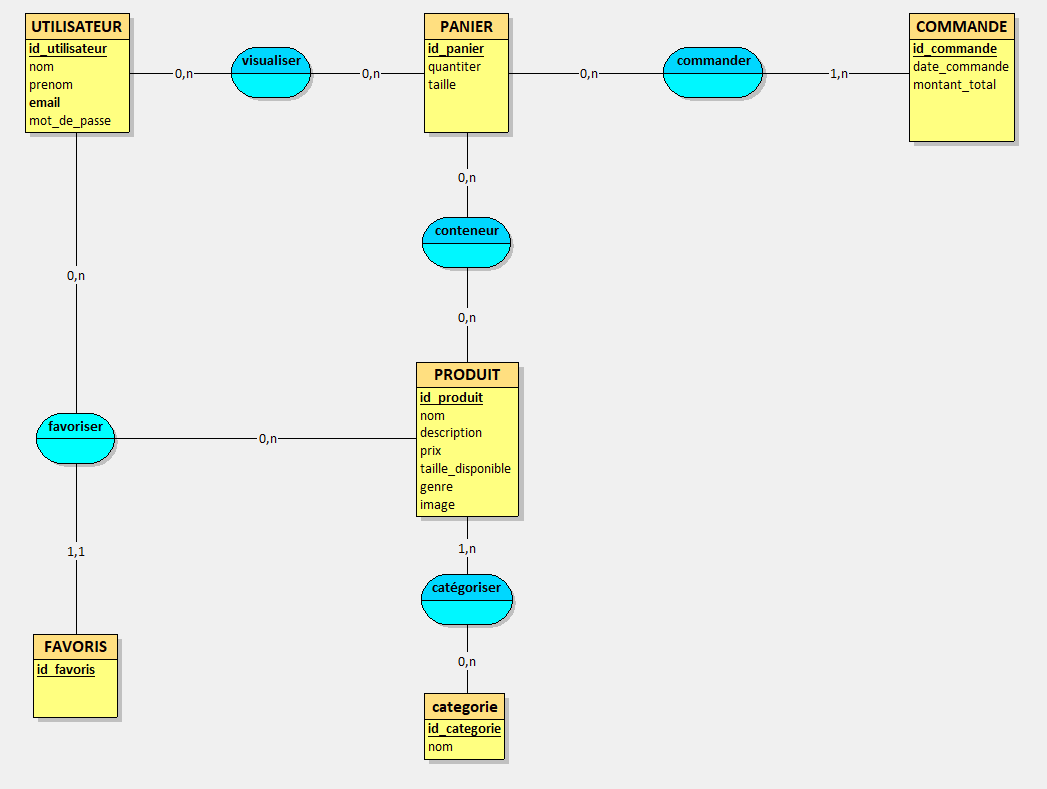 UTILISATEUR
id_utilisateur
nom
prenom
email
mot_de_passe
0,n
visualiser
0,n
PANIER
id_panier
quantiter
taille
0,n
commander
1,n
COMMANDE
id_commande
date_commande
montant_total
0,n
conteneur
0,n
0,n
favoriser
0,n
PRODUIT
id_produit
nom
description
prix
taille_disponible
genre
image
1,1
FAVORIS
id_favoris
1,n
catégoriser
0,n
categorie
id_categorie
nom